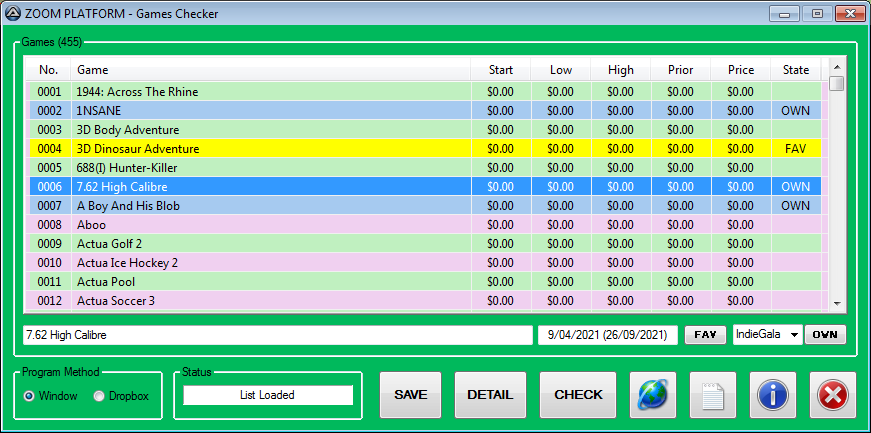 ZOOM PLATFORM - Games Checker
Games (455)
No. Game Start Low High Prior Price State
0001 1944: Across The Rhine $0.00 $0.00 $0.00 $0.00 $0.00
0002 1NSANE $0.00 $0.00 $0.00 $0.00 $0.00 OWN
0003 3D Body Adventure $0.00 $0.00 $0.00 $0.00 $0.00
0004 3D Dinosaur Adventure $0.00 $0.00 $0.00 $0.00 $0.00 FAV
0005 688(I) Hunter-Killer $0.00 $0.00 $0.00 $0.00 $0.00
0006 7.62 High Calibre $0.00 $0.00 $0.00 $0.00 $0.00 OWN
0007 A Boy And His Blob $0.00 $0.00 $0.00 $0.00 $0.00 OWN
0008 Aboo $0.00 $0.00 $0.00 $0.00 $0.00
0009 Actua Golf 2 $0.00 $0.00 $0.00 $0.00 $0.00
0010 Actua Ice Hockey 2 $0.00 $0.00 $0.00 $0.00 $0.00
0011 Actua Pool $0.00 $0.00 $0.00 $0.00 $0.00
0012 Actua Soccer 3 $0.00 $0.00 $0.00 $0.00 $0.00
7.62 High Calibre 9/04/2021 (26/09/2021) FAV IndieGala OWN
Program Method Status
Window Dropbox List Loaded SAVE DETAIL CHECK